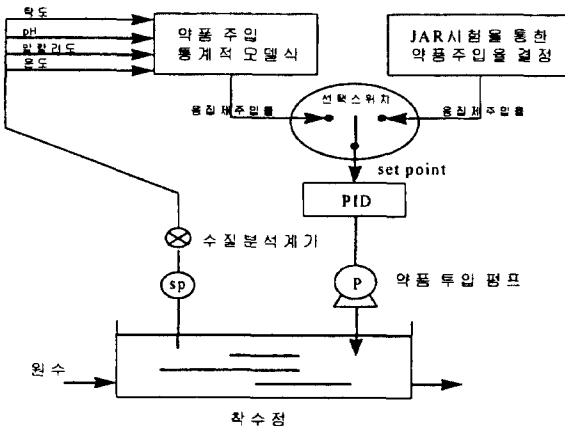 탁도
pH
알칼리도
온도
약품 주입
통계적 모델식
JAR시험을 통한
약품주입율 결정
선택스위치
응집제주입률
응집제주입률
set point
PID
수질분석계기
sp
P
약품 투입 펌프
원수
착수정